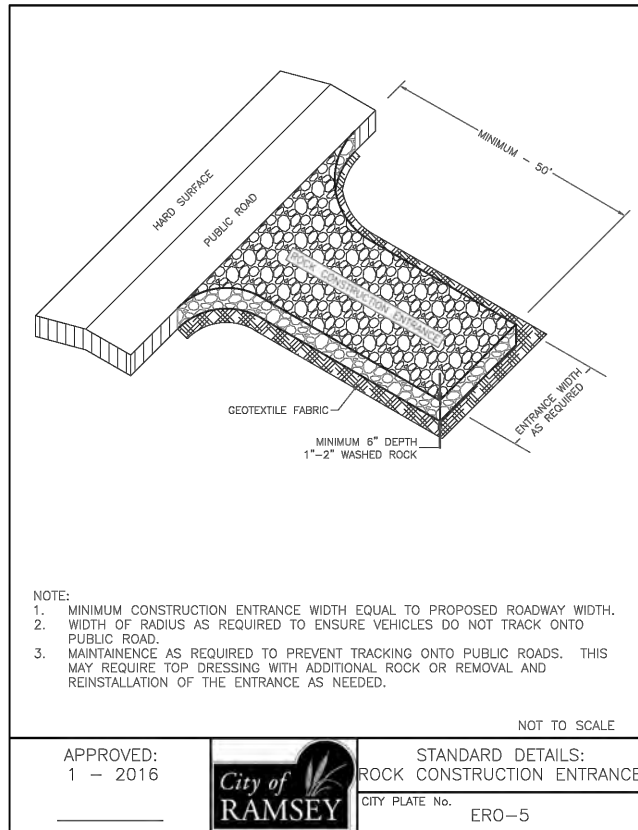 HARD SURFACE
PUBLIC ROAD
MINIMUM - 50'
ROCK CONSTRUCTION ENTRANCE
ENTRANCE WIDTH
AS REQUIRED
GEOTEXTILE FABRIC
MINIMUM 6" DEPTH
1"-2" WASHED ROCK
NOTE:
1. MINIMUM CONSTRUCTION ENTRANCE WIDTH EQUAL TO PROPOSED ROADWAY WIDTH.
2. WIDTH OF RADIUS AS REQUIRED TO ENSURE VEHICLES DO NOT TRACK ONTO
PUBLIC ROAD.
3. MAINTAINENCE AS REQUIRED TO PREVENT TRACKING ONTO PUBLIC ROADS. THIS
MAY REQUIRE TOP DRESSING WITH ADDITIONAL ROCK OR REMOVAL AND
REINSTALLATION OF THE ENTRANCE AS NEEDED.
NOT TO SCALE
APPROVED:
1 - 2016
City of
RAMSEY
STANDARD DETAILS:
ROCK CONSTRUCTION ENTRANCE
CITY PLATE No.
ERO-5